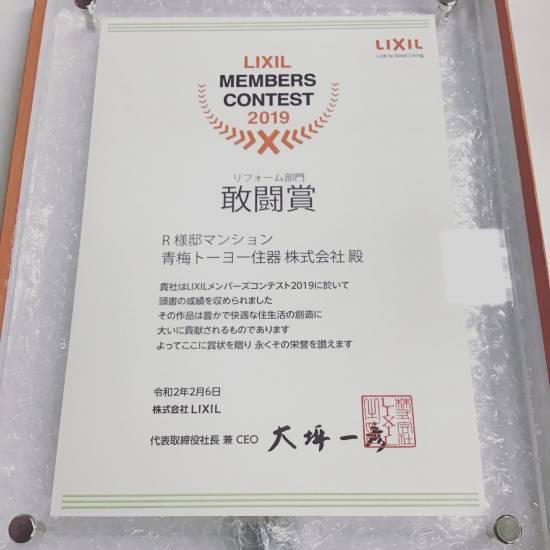 LIXIL
Link to Good Living
LIXIL
MEMBERS
CONTEST
2019
リフォーム部門
敢闘賞
R 様邸マンション
青梅トーヨー住器 株式会社 殿
貴社はLIXILメンバーズコンテスト2019に於いて
頭書の成績を収められました
その作品は豊かで快適な住生活の創造に
大いに貢献されるものであります
よってここに賞状を贈り 永くその栄誉を讃えます
令和2年2月6日
株式会社 LIXIL
代表取締役社長 兼 CEO 大坪一彦